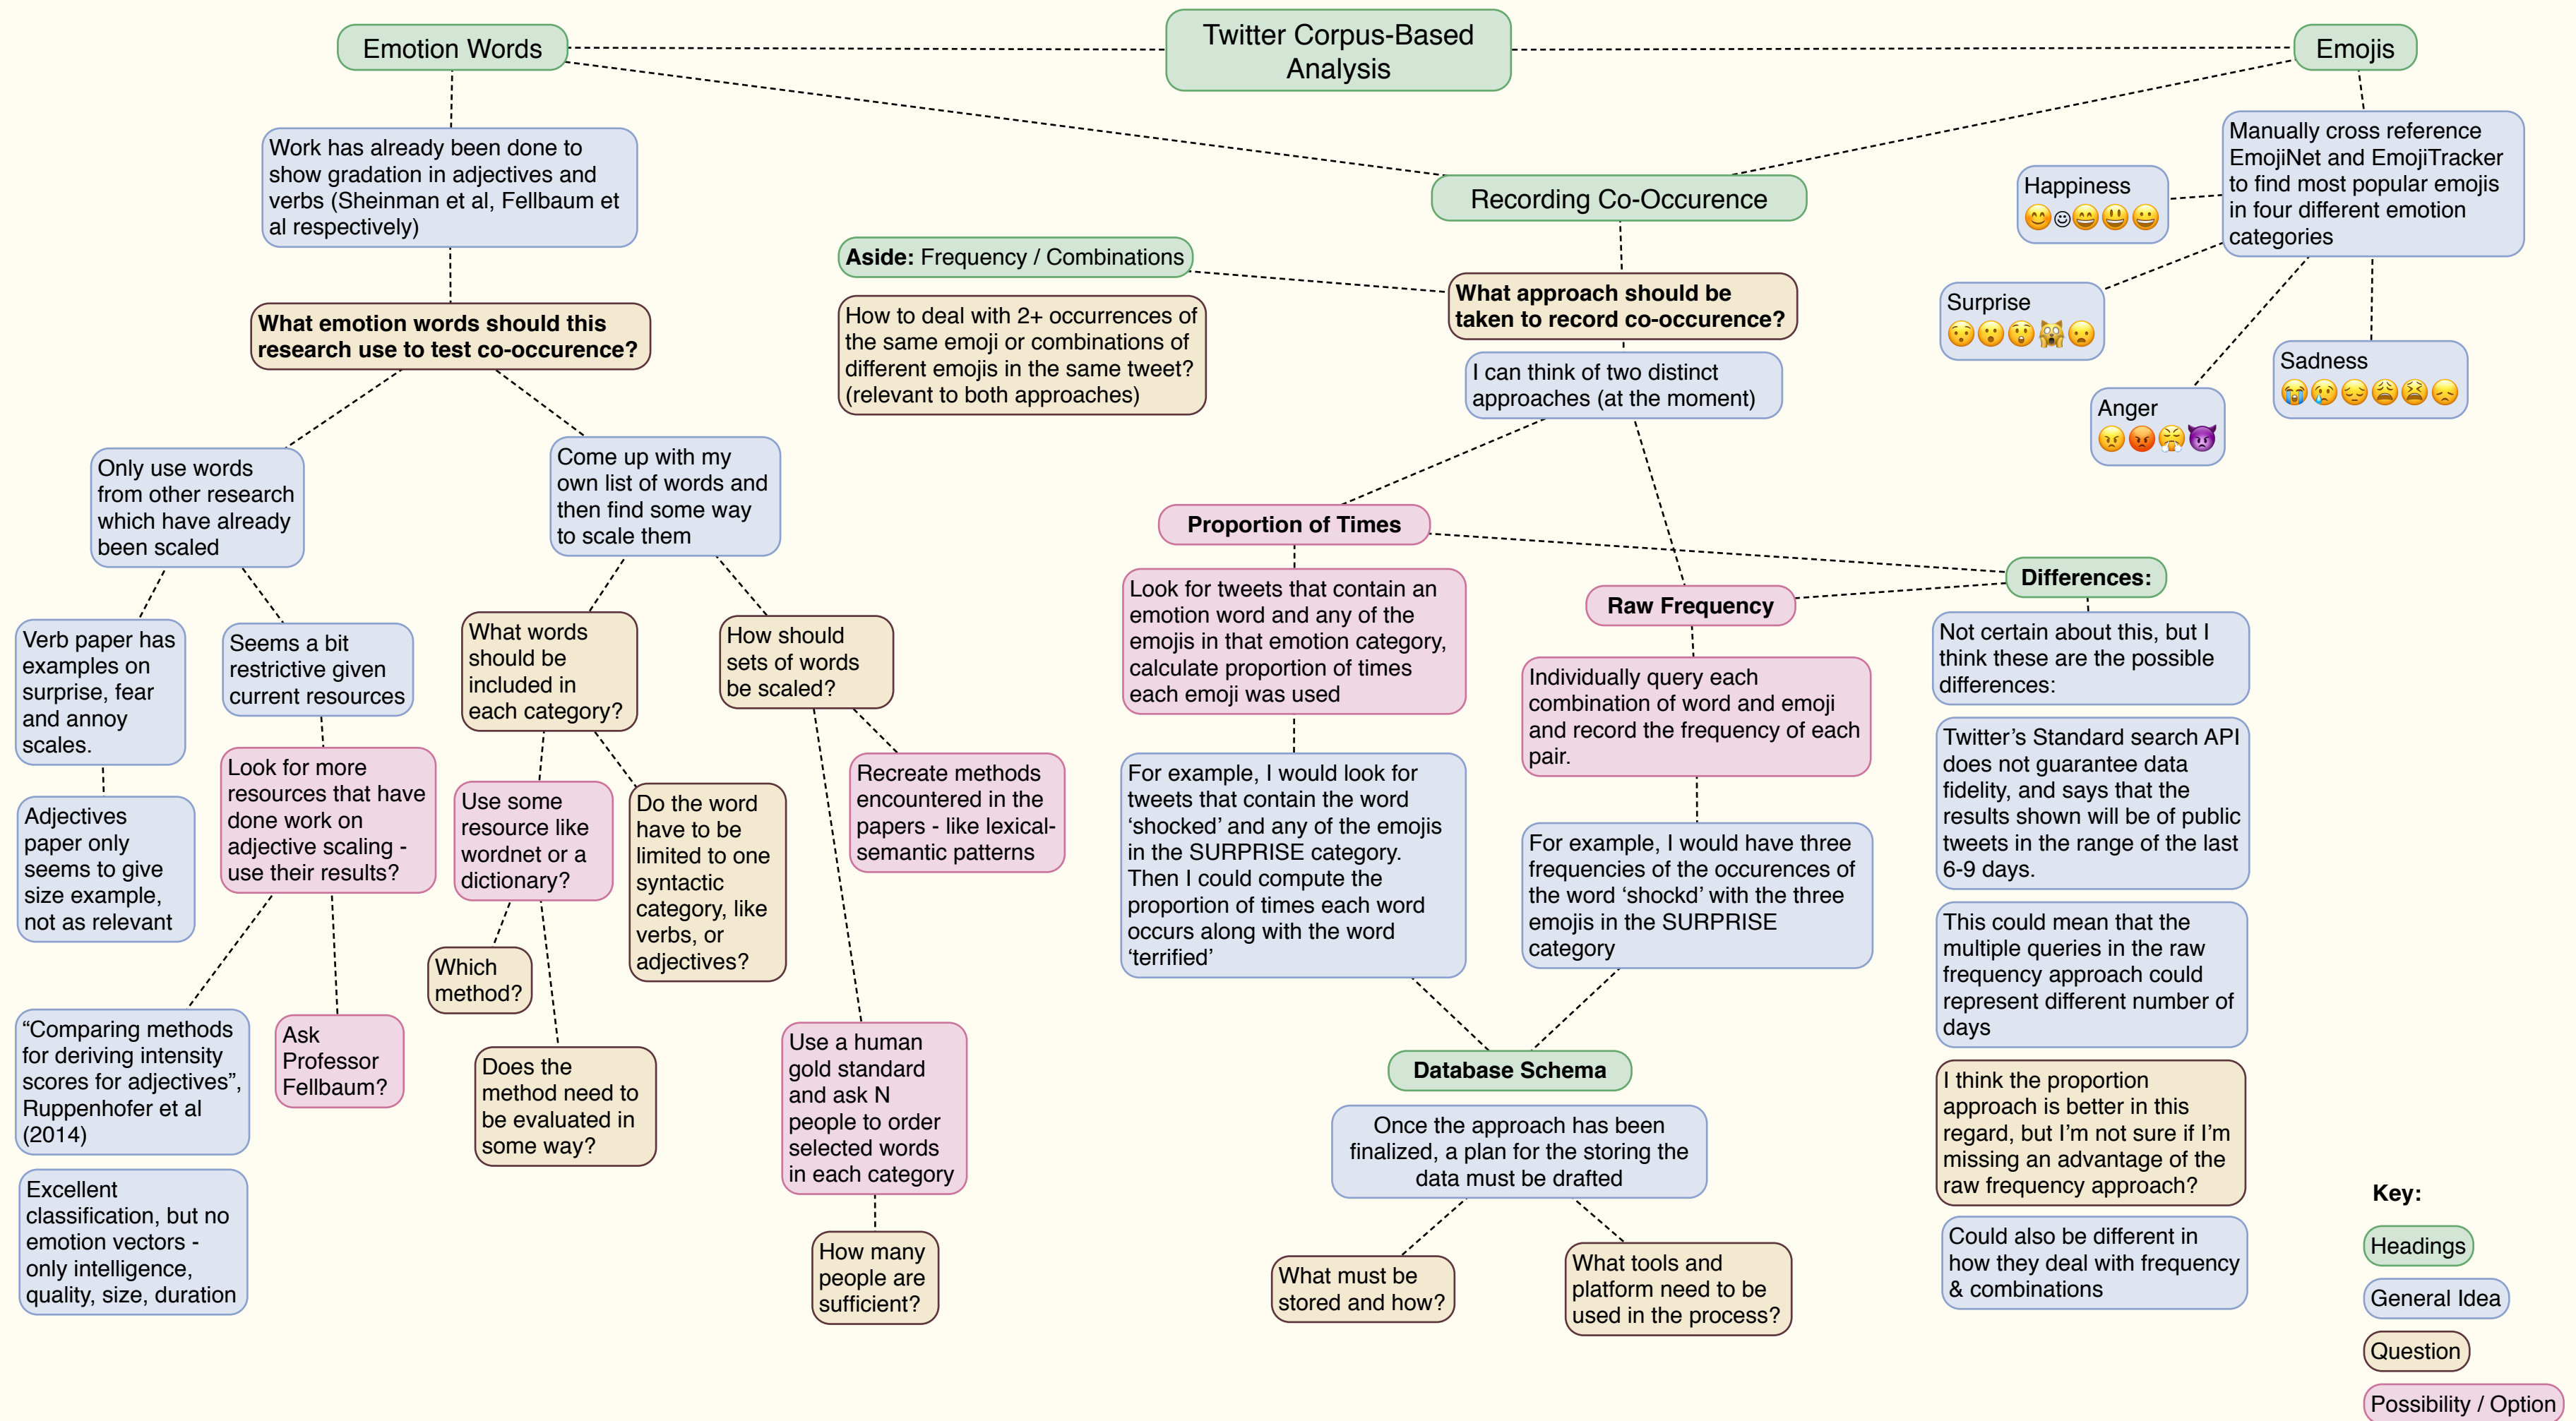 Twitter Corpus-Based
Analysis
Emotion Words
Work has already been done to
show gradation in adjectives and
verbs (Sheinman et al, Fellbaum et
al respectively)
What emotion words should this
research use to test co-occurence?
Only use words
from other research
which have already
been scaled
Verb paper has
examples on
surprise, fear
and annoy
scales.
Adjectives
paper only
seems to give
size example,
not as relevant
Seems a bit
restrictive given
current resources
Look for more
resources that have
done work on
adjective scaling -
use their results?
“Comparing methods
for deriving intensity
scores for adjectives”,
Ruppenhofer et al
(2014)
Excellent
classification, but no
emotion vectors -
only intelligence,
quality, size, duration
Ask
Professor
Fellbaum?
Come up with my
own list of words and
then find some way
to scale them
What words
should be
included in
each category?
Use some
resource like
wordnet or a
dictionary?
Which
method?
Does the
method need to
be evaluated in
some way?
Do the word
have to be
limited to one
syntactic
category, like
verbs, or
adjectives?
How should
sets of words
be scaled?
Recreate methods
encountered in the
papers - like lexical-
semantic patterns
Use a human
gold standard
and ask N
people to order
selected words
in each category
How many
people are
sufficient?
Recording Co-Occurence
Aside: Frequency / Combinations
How to deal with 2+ occurrences of
the same emoji or combinations of
different emojis in the same tweet?
(relevant to both approaches)
What approach should be
taken to record co-occurence?
I can think of two distinct
approaches (at the moment)
Proportion of Times
Look for tweets that contain an
emotion word and any of the
emojis in that emotion category,
calculate proportion of times
each emoji was used
For example, I would look for
tweets that contain the word
‘shocked’ and any of the emojis
in the SURPRISE category.
Then I could compute the
proportion of times each word
occurs along with the word
‘terrified’
Raw Frequency
Individually query each
combination of word and emoji
and record the frequency of each
pair.
For example, I would have three
frequencies of the occurences of
the word ‘shockd’ with the three
emojis in the SURPRISE
category
Database Schema
Once the approach has been
finalized, a plan for the storing the
data must be drafted
What must be
stored and how?
What tools and
platform need to be
used in the process?
Differences:
Not certain about this, but I
think these are the possible
differences:
Twitter’s Standard search API
does not guarantee data
fidelity, and says that the
results shown will be of public
tweets in the range of the last
6-9 days.
This could mean that the
multiple queries in the raw
frequency approach could
represent different number of
days
I think the proportion
approach is better in this
regard, but I’m not sure if I’m
missing an advantage of the
raw frequency approach?
Could also be different in
how they deal with frequency
& combinations
Emojis
Manually cross reference
EmojiNet and EmojiTracker
to find most popular emojis
in four different emotion
categories
Happiness
😊☺😄😃😀
Surprise
😯😮😲🙀😦
Anger
😠😡😤👿
Sadness
😭😢😔😩😫😞
Key:
Headings
General Idea
Question
Possibility / Option